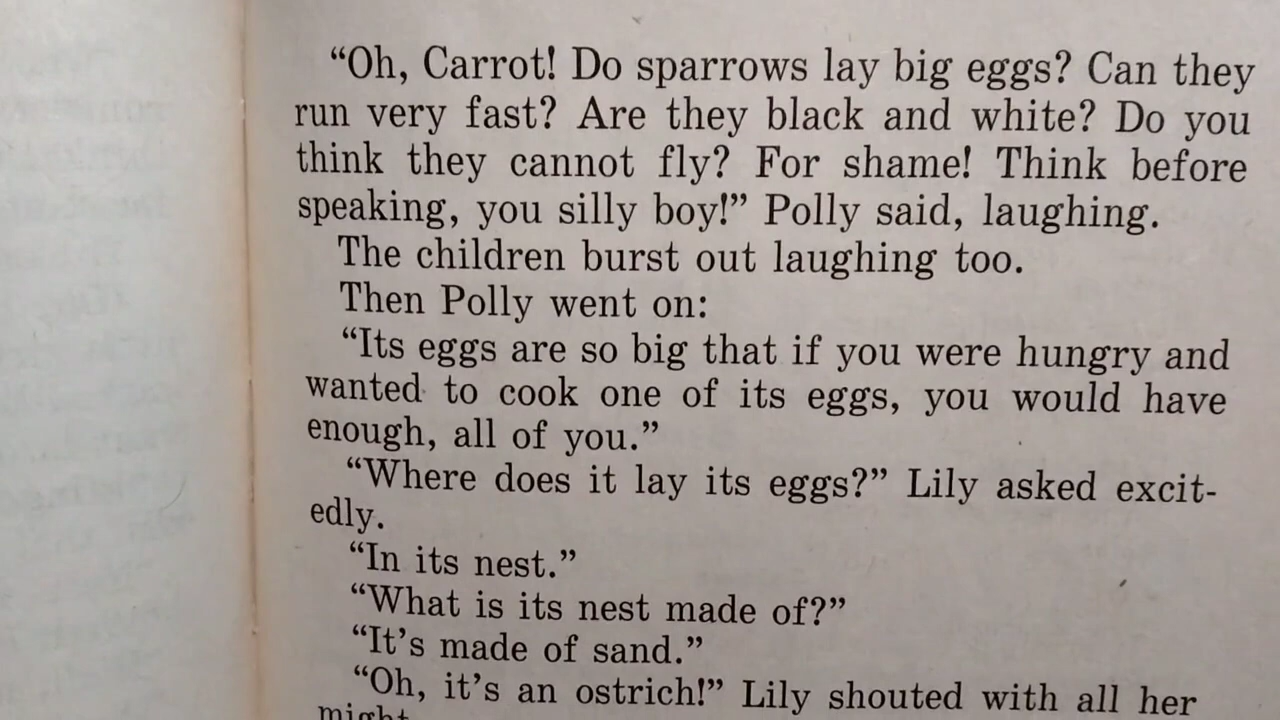 “Oh, Carrot! Do sparrows lay big eggs? Can they
run very fast? Are they black and white? Do you
think they cannot fly? For shame! Think before
speaking, you silly boy!” Polly said, laughing.
The children burst out laughing too.
Then Polly went on:
“Its eggs are so big that if you were hungry and
wanted to cook one of its eggs, you would have
enough, all of you.”
“Where does it lay its eggs?” Lily asked excit-
edly.
“In its nest.”
“What is its nest made of?”
“It’s made of sand.”
“Oh, it’s an ostrich!” Lily shouted with all her
might